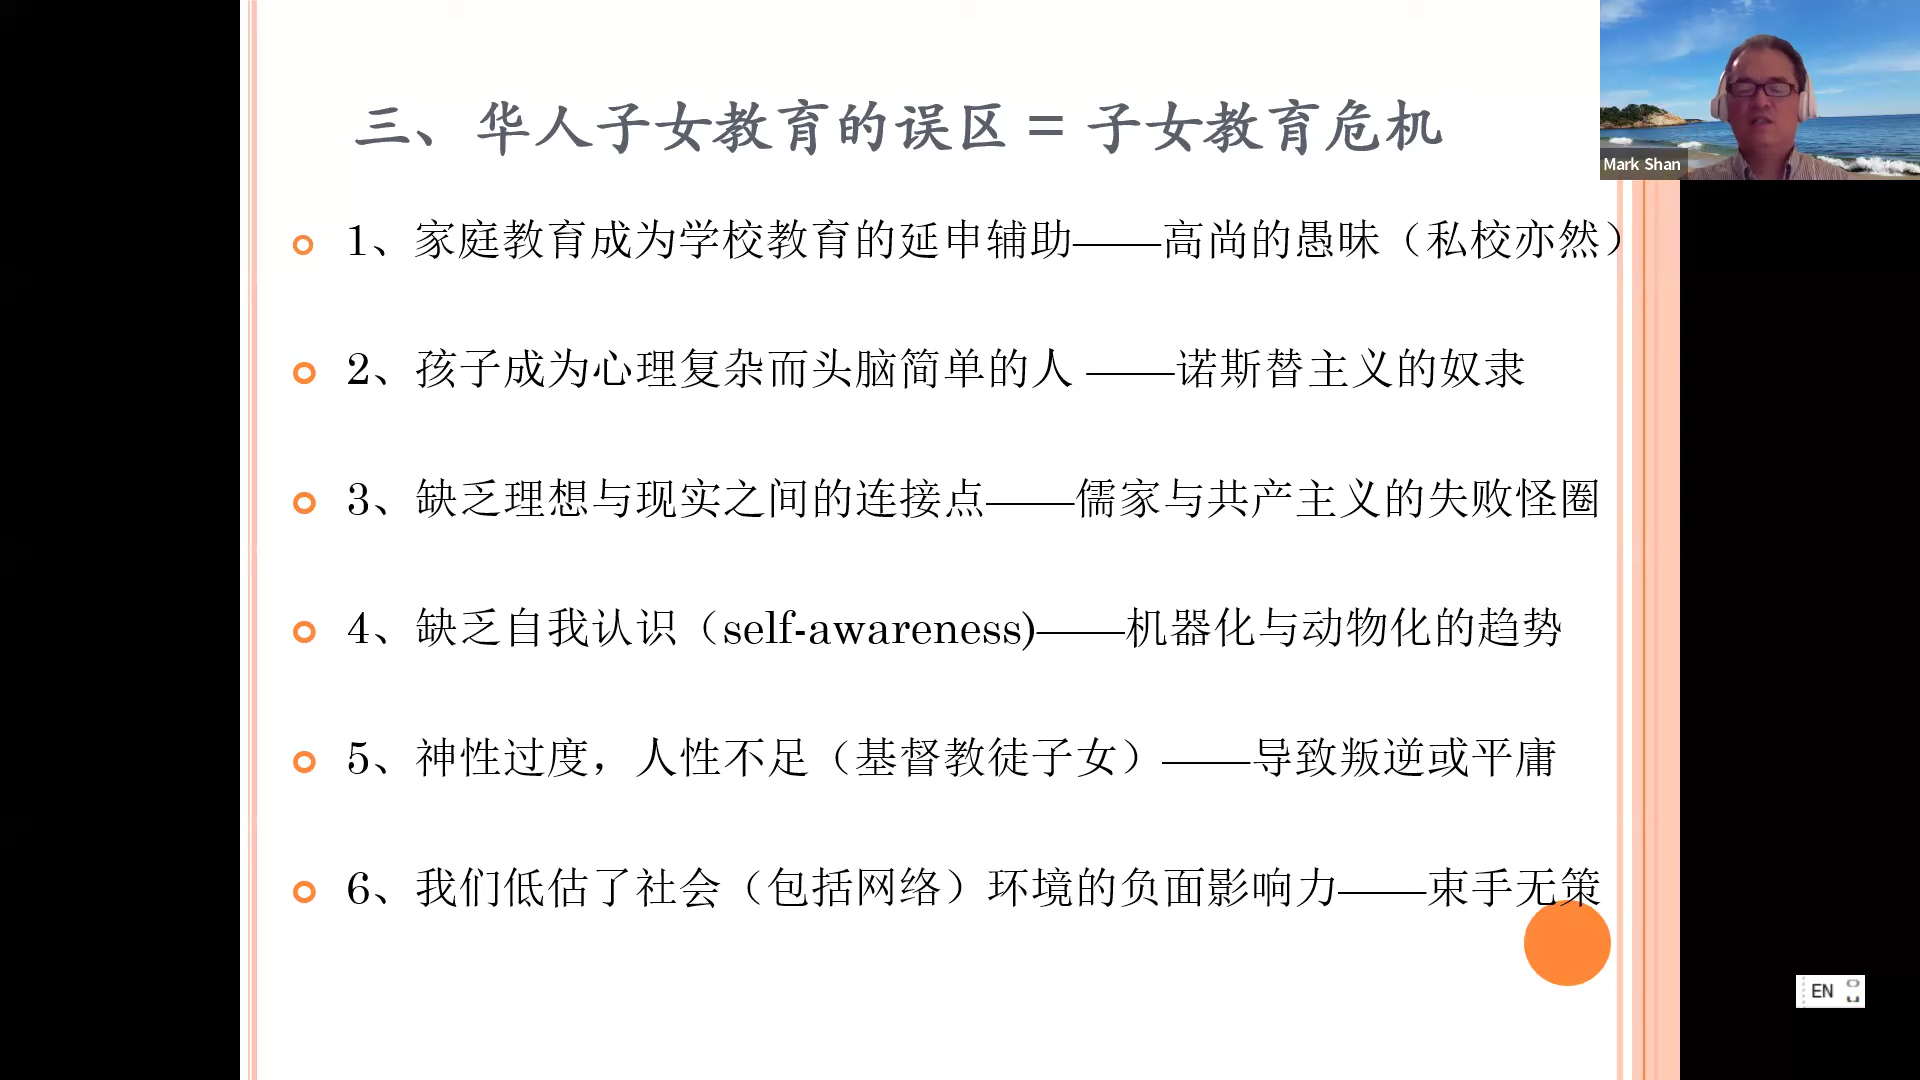 三、华人子女教育的误区 = 子女教育危机
Mark Shan
1、家庭教育成为学校教育的延申辅助——高尚的愚昧（私校亦然）
2、孩子成为心理复杂而头脑简单的人 ——诺斯替主义的奴隶
3、缺乏理想与现实之间的连接点——儒家与共产主义的失败怪圈
4、缺乏自我认识（self-awareness)——机器化与动物化的趋势
5、神性过度，人性不足（基督教徒子女）——导致叛逆或平庸
6、我们低估了社会（包括网络）环境的负面影响力——束手无策
EN